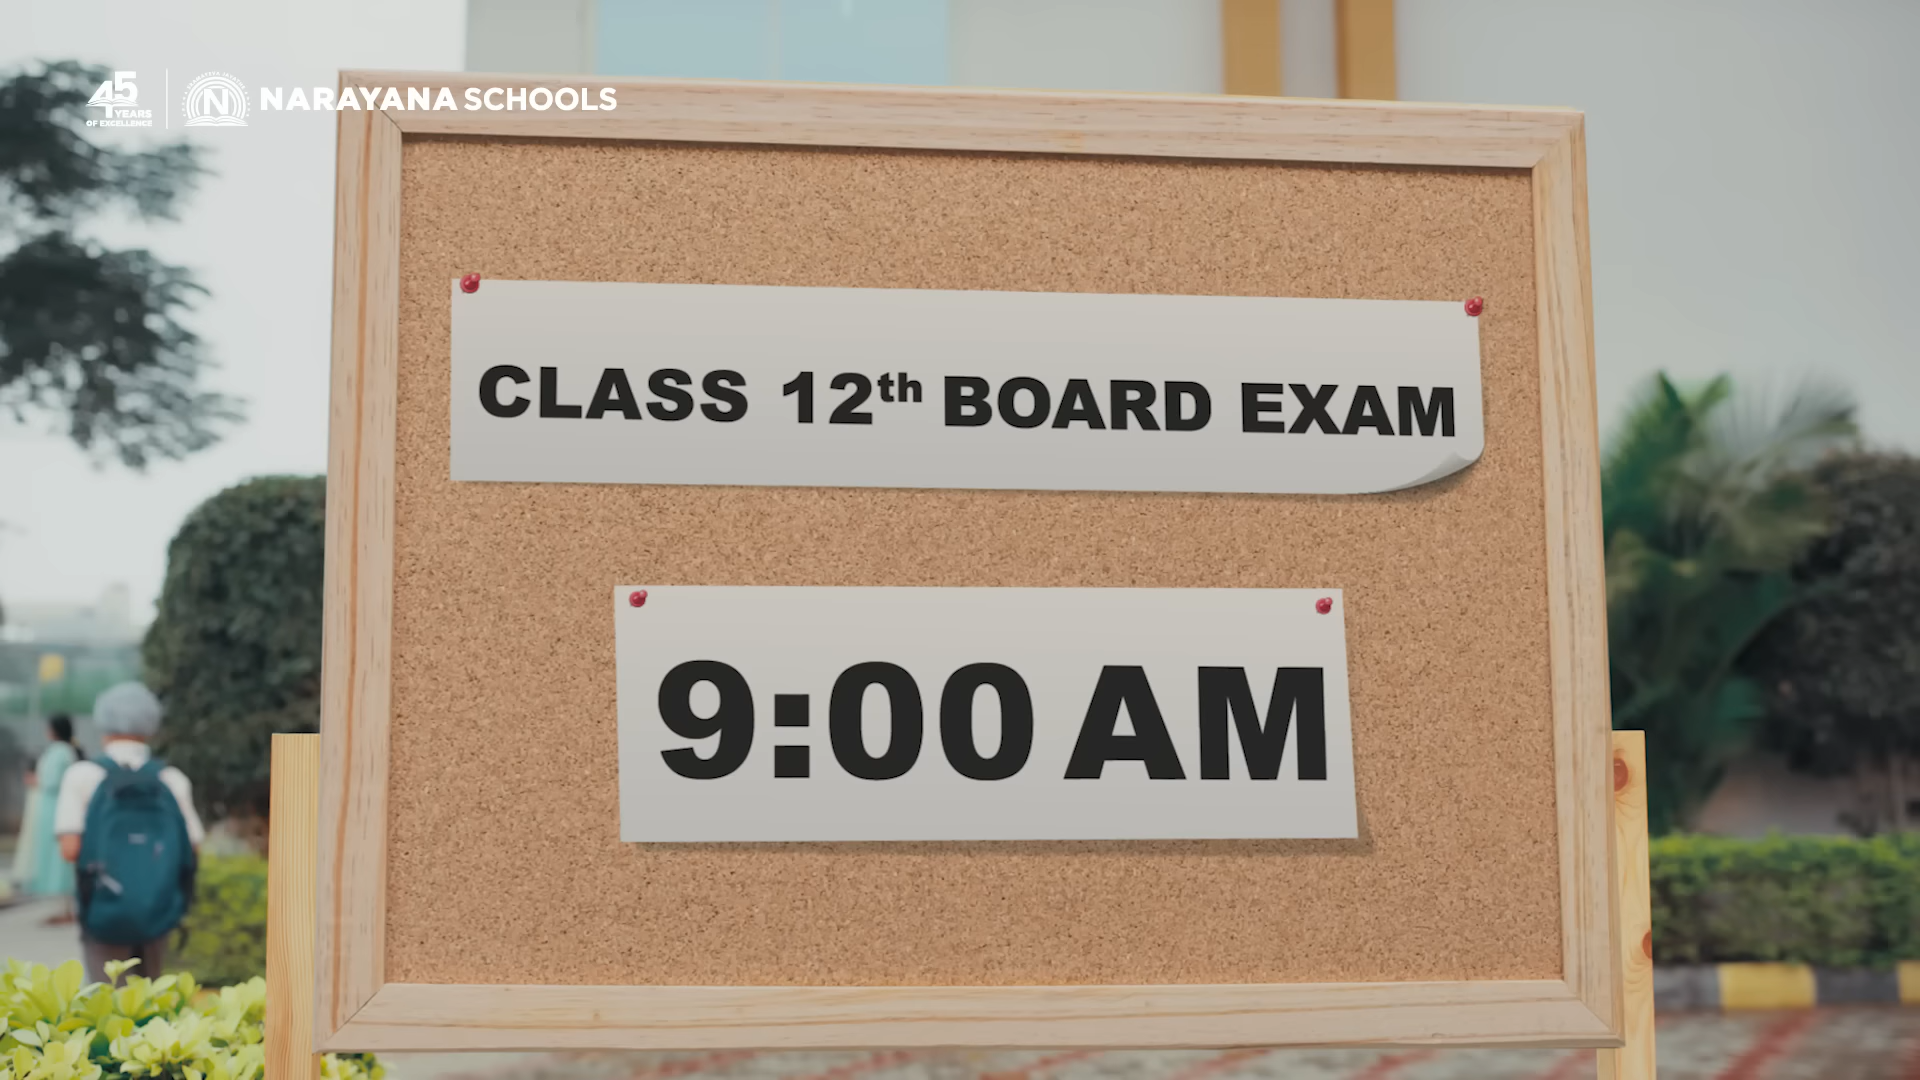 45
YEARS
OF EXCELLENCE
N
NARAYANA SCHOOLS
CLASS 12th BOARD EXAM
9:00 AM